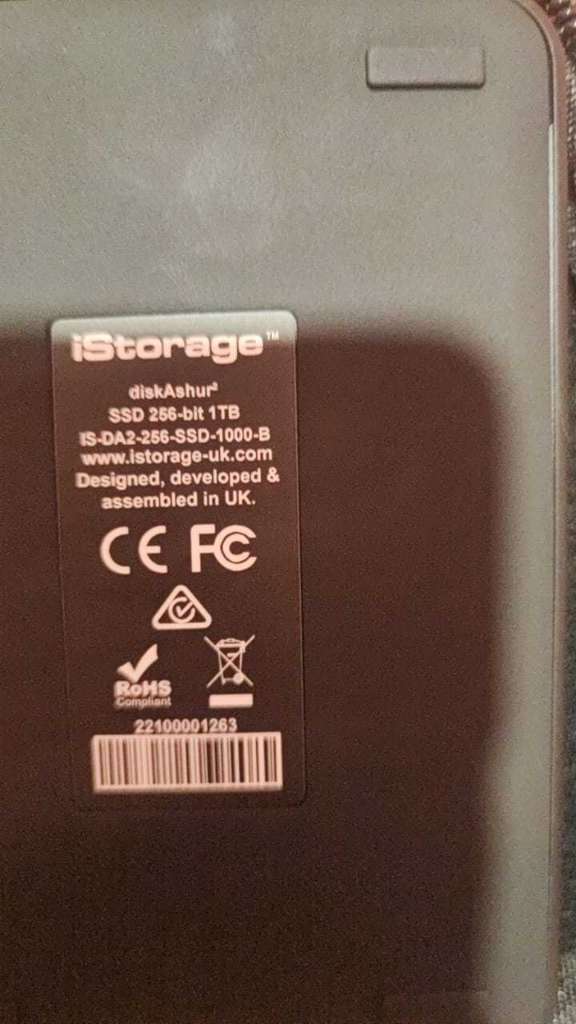 iStorage™
diskAshur²
SSD 256-bit 1TB
IS-DA2-256-SSD-1000-B
www.istorage-uk.com
Designed, developed &
assembled in UK.
CE FC
RoHS
Compliant
22100001263